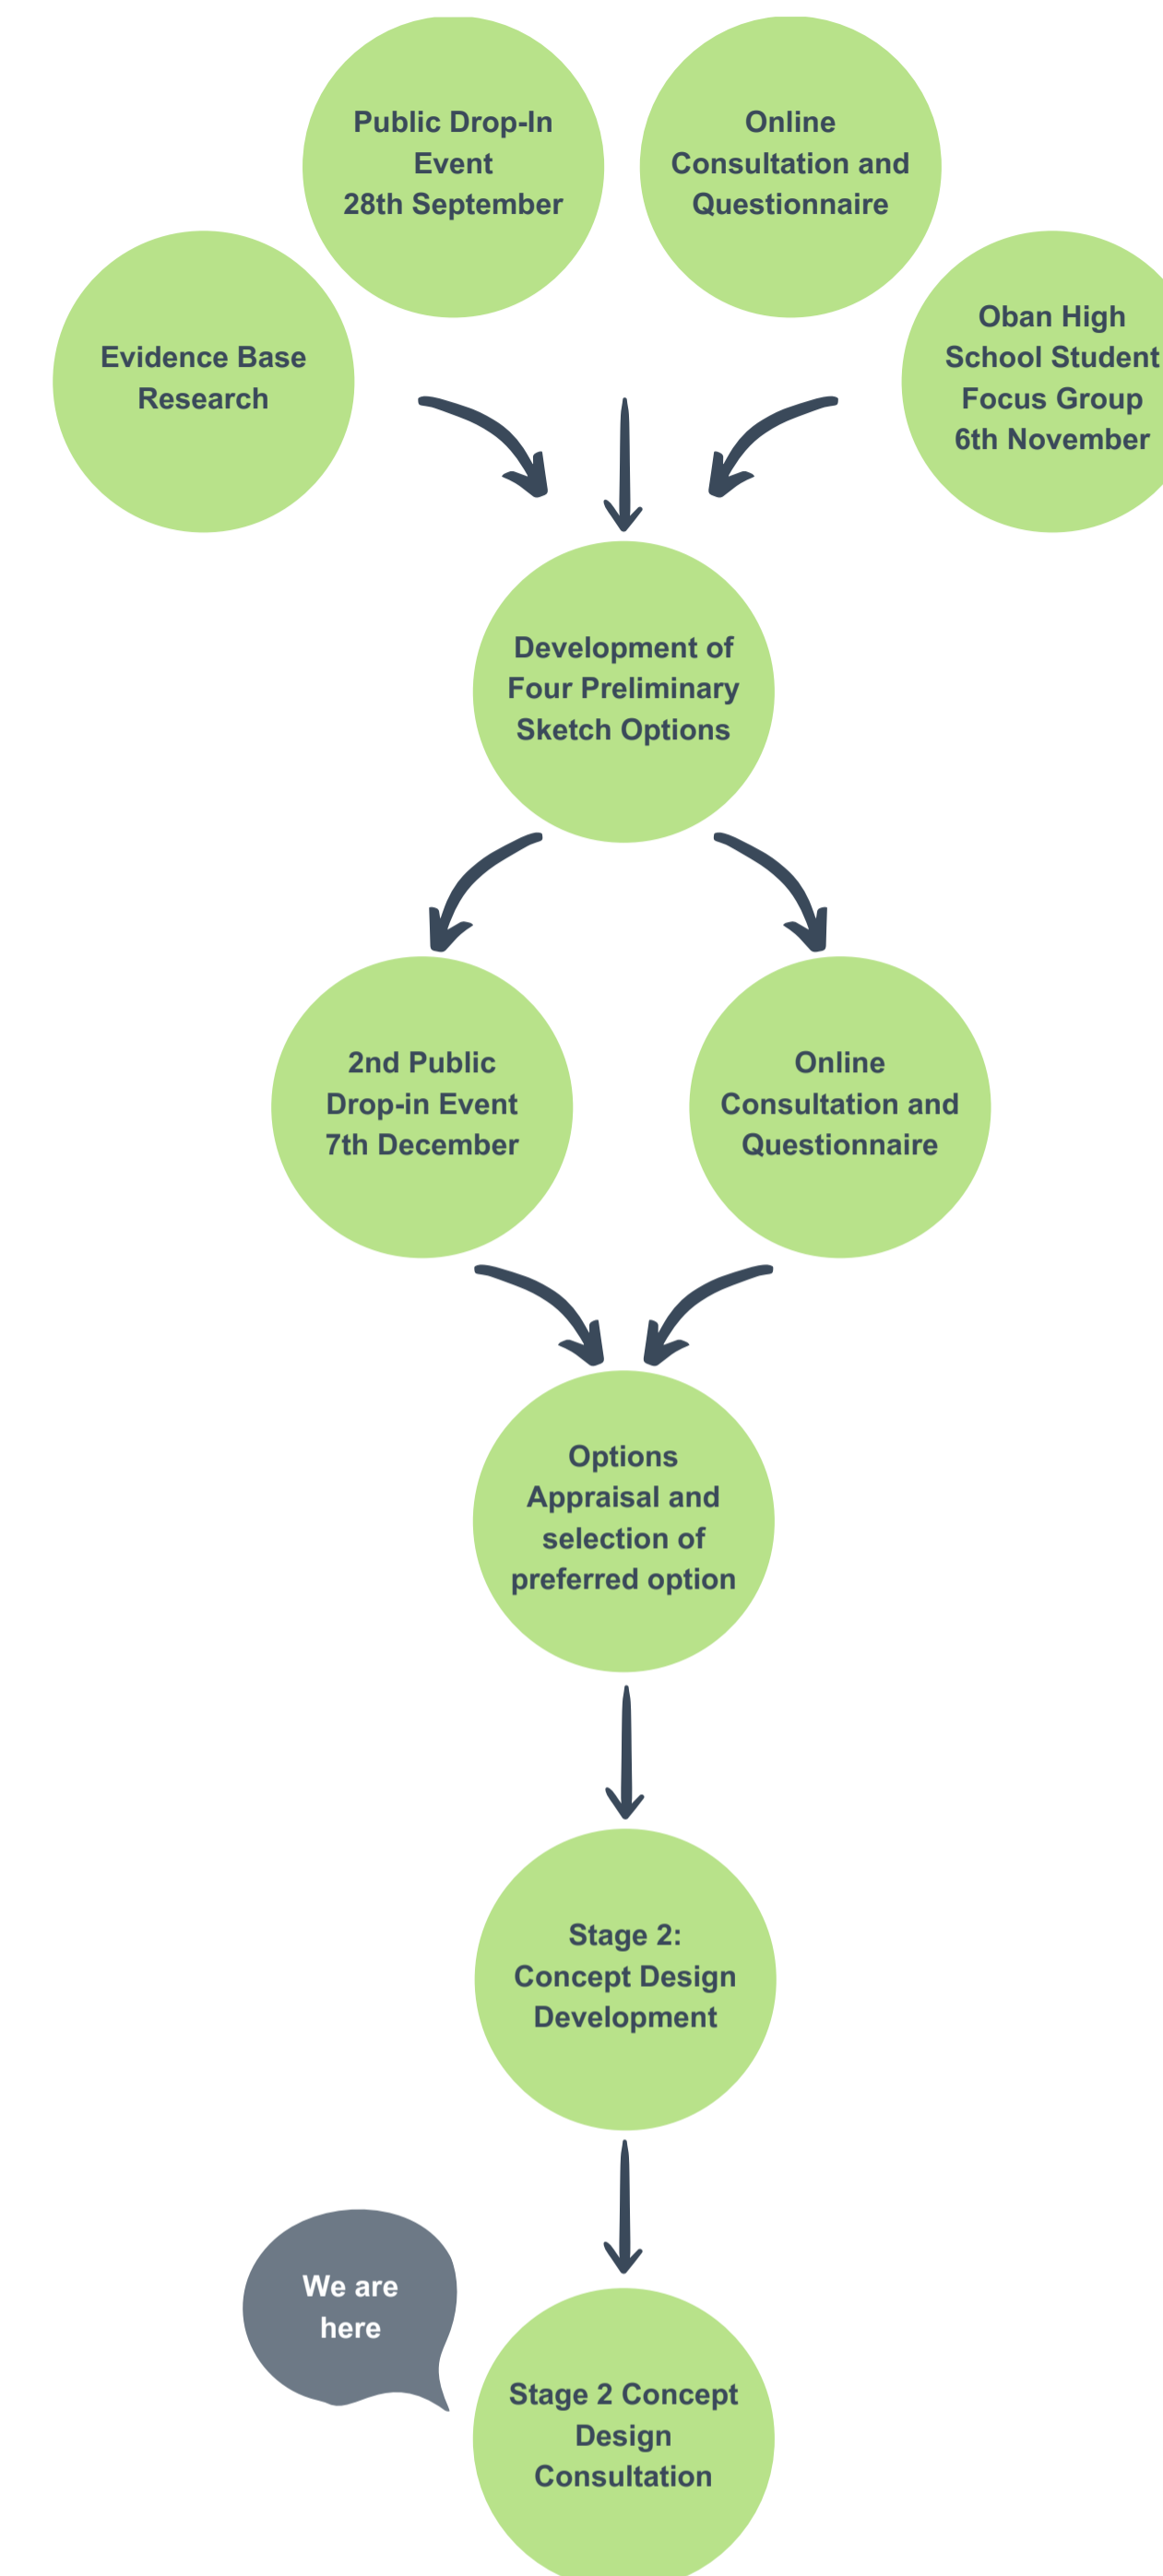 Public Drop-In
Event
28th September
Online
Consultation and
Questionnaire
Evidence Base
Research
Oban High
School Student
Focus Group
6th November
Development of
Four Preliminary
Sketch Options
2nd Public
Drop-in Event
7th December
Online
Consultation and
Questionnaire
Options
Appraisal and
selection of
preferred option
Stage 2:
Concept Design
Development
We are
here
Stage 2 Concept
Design
Consultation